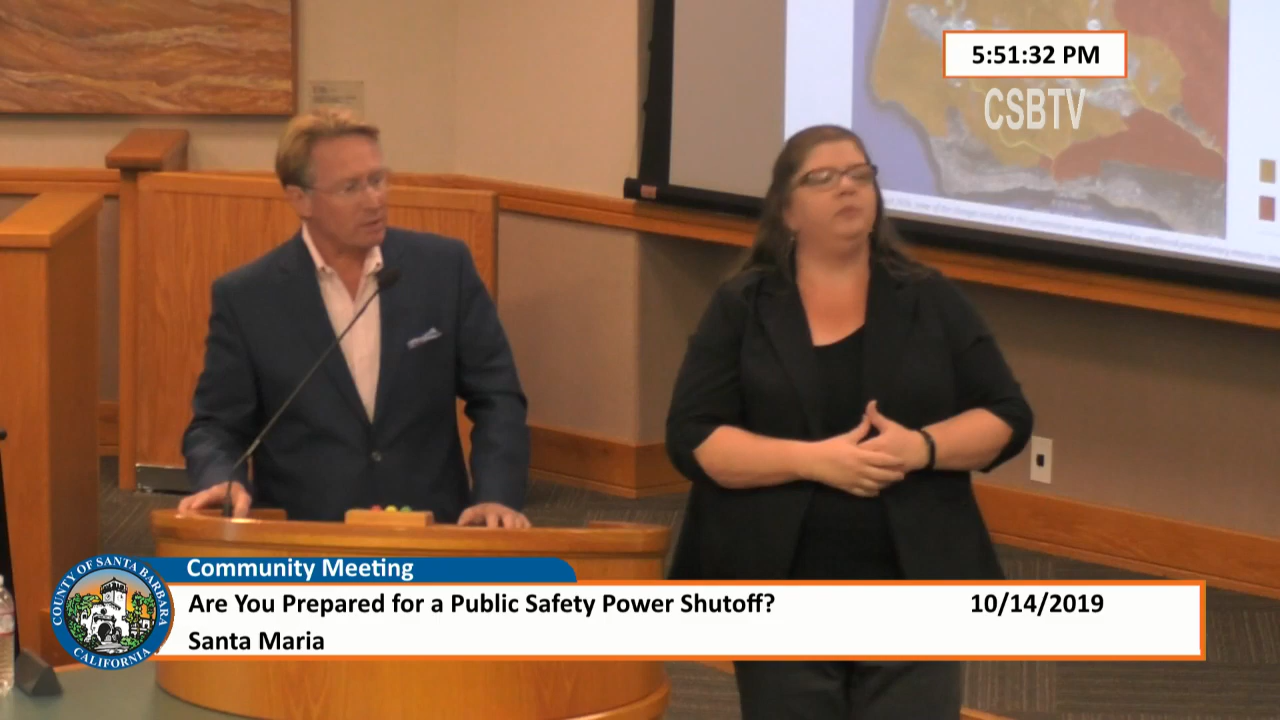 5:51:32 PM
CSBTV
Community Meeting
Are You Prepared for a Public Safety Power Shutoff?
10/14/2019
Santa Maria
COUNTY OF SANTA BARBARA
CALIFORNIA